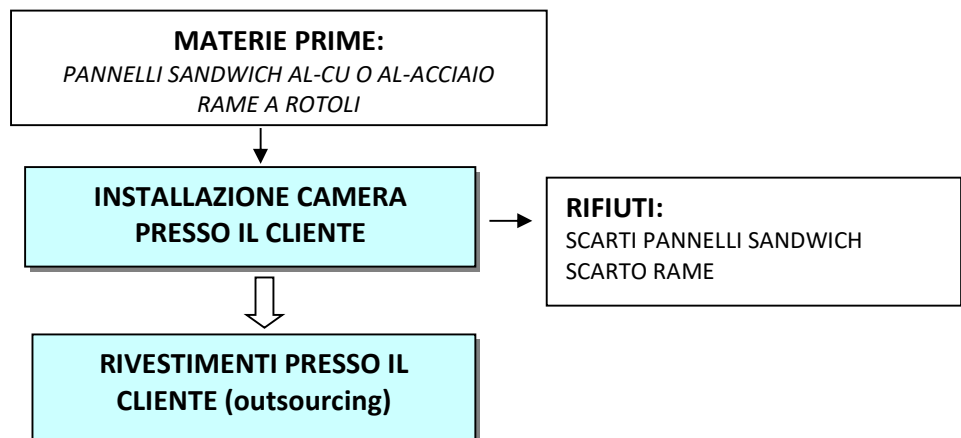 MATERIE PRIME:
PANNELLI SANDWICH AL-CU O AL-ACCIAIO
RAME A ROTOLI
INSTALLAZIONE CAMERA
PRESSO IL CLIENTE
RIFIUTI:
SCARTI PANNELLI SANDWICH
SCARTO RAME
RIVESTIMENTI PRESSO IL
CLIENTE (outsourcing)